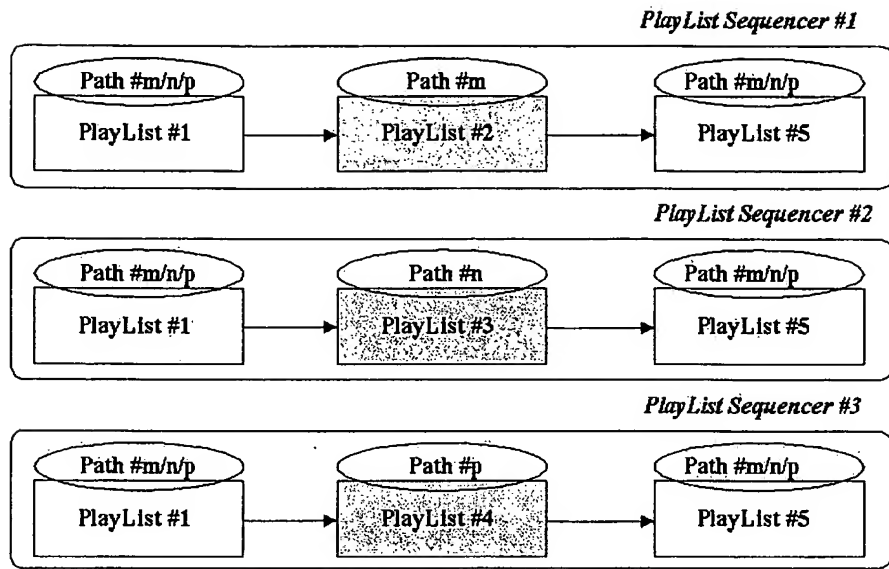 PlayList Sequencer #1
Path #m/n/p
Path #m
Path #m/n/p
PlayList #1
PlayList #2
PlayList #5
PlayList Sequencer #2
Path #m/n/p
Path #n
Path #m/n/p
PlayList #1
PlayList #3
PlayList #5
PlayList Sequencer #3
Path #m/n/p
Path #p
Path #m/n/p
PlayList #1
PlayList #4
PlayList #5